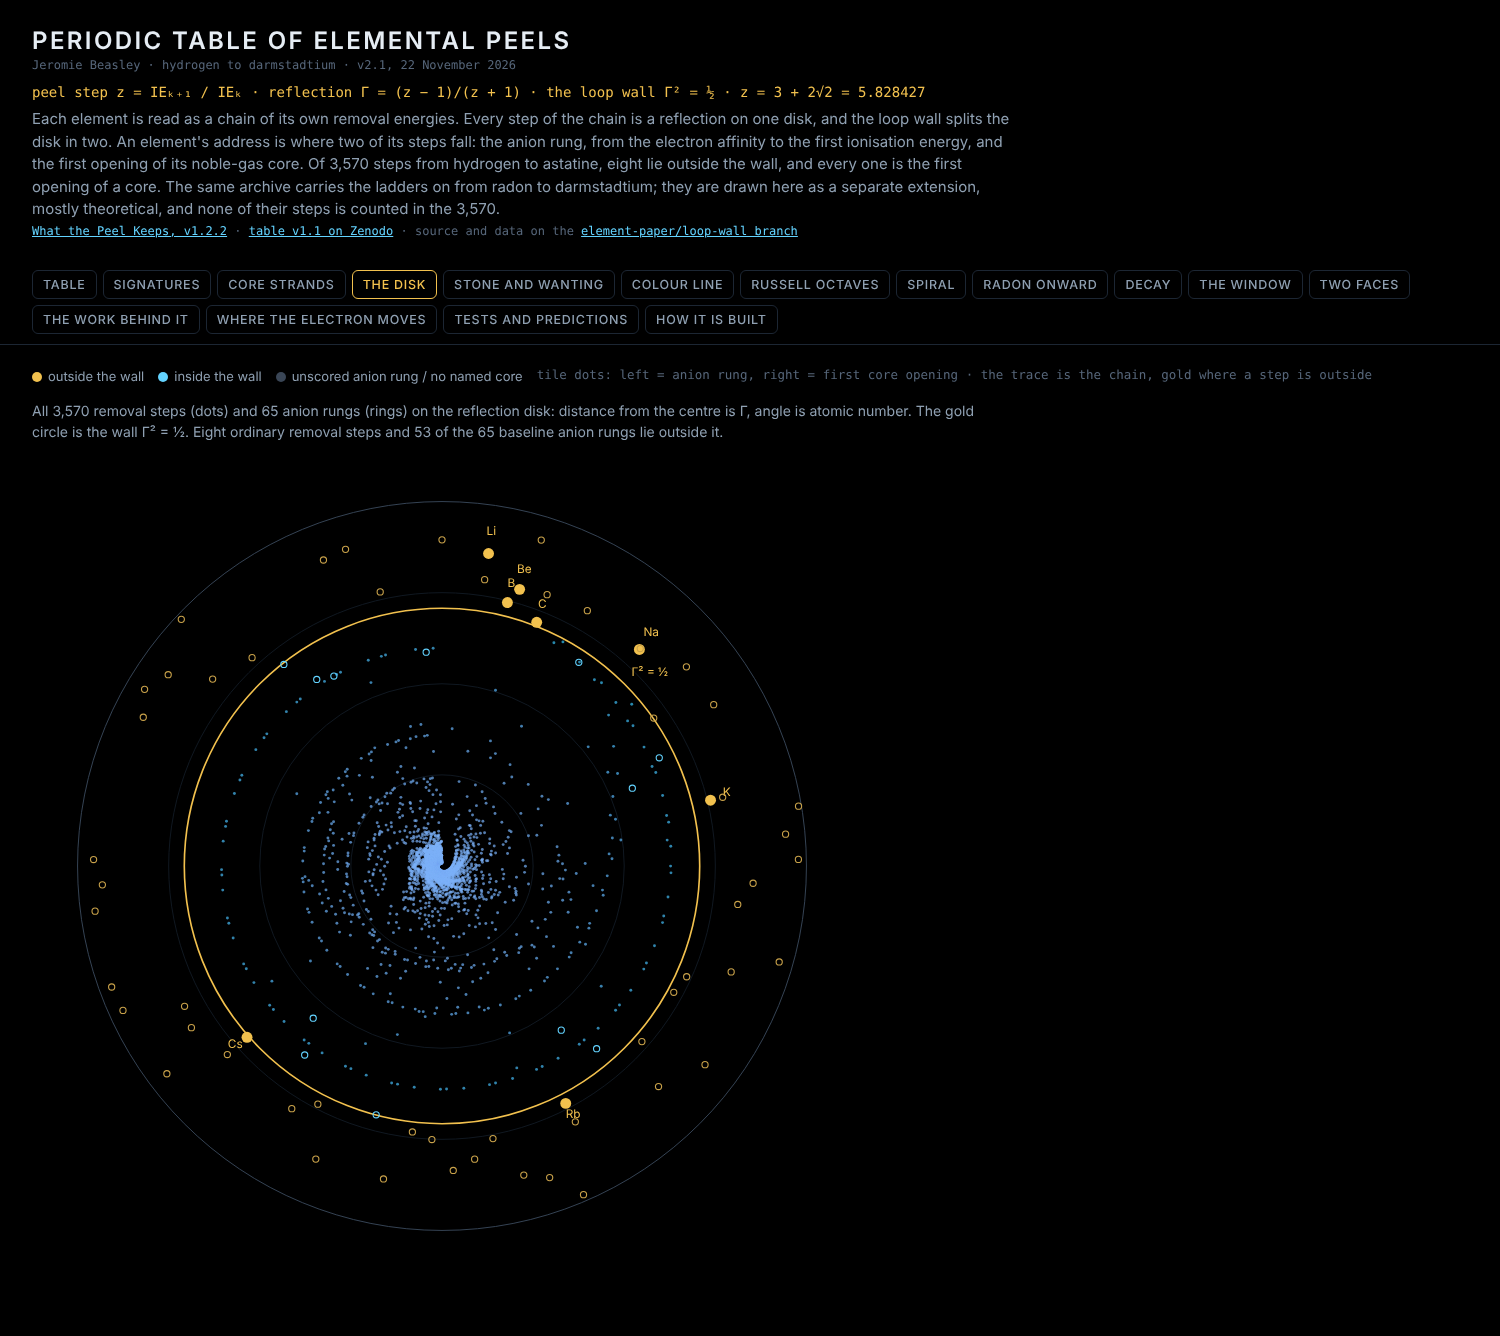 PERIODIC TABLE OF ELEMENTAL PEELS
Jeromie Beasley · hydrogen to darmstadtium · v2.1, 22 November 2026
peel step z = IEₖ₊₁ / IEₖ · reflection Γ = (z − 1)/(z + 1) · the loop wall Γ² = ½ · z = 3 + 2√2 = 5.828427
Each element is read as a chain of its own removal energies. Every step of the chain is a reflection on one disk, and the loop wall splits the
disk in two. An element's address is where two of its steps fall: the anion rung, from the electron affinity to the first ionisation energy, and
the first opening of its noble-gas core. Of 3,570 steps from hydrogen to astatine, eight lie outside the wall, and every one is the first
opening of a core. The same archive carries the ladders on from radon to darmstadtium; they are drawn here as a separate extension,
mostly theoretical, and none of their steps is counted in the 3,570.
What the Peel Keeps, v1.2.2 · table v1.1 on Zenodo · source and data on the element-paper/loop-wall branch
TABLE SIGNATURES CORE STRANDS THE DISK STONE AND WANTING COLOUR LINE RUSSELL OCTAVES SPIRAL RADON ONWARD DECAY THE WINDOW TWO FACES
THE WORK BEHIND IT WHERE THE ELECTRON MOVES TESTS AND PREDICTIONS HOW IT IS BUILT
outside the wall inside the wall unscored anion rung / no named core tile dots: left = anion rung, right = first core opening · the trace is the chain, gold where a step is outside
All 3,570 removal steps (dots) and 65 anion rungs (rings) on the reflection disk: distance from the centre is Γ, angle is atomic number. The gold
circle is the wall Γ² = ½. Eight ordinary removal steps and 53 of the 65 baseline anion rungs lie outside it.
Li
Be
B
C
Na
Γ² = ½
K
Cs
Rb